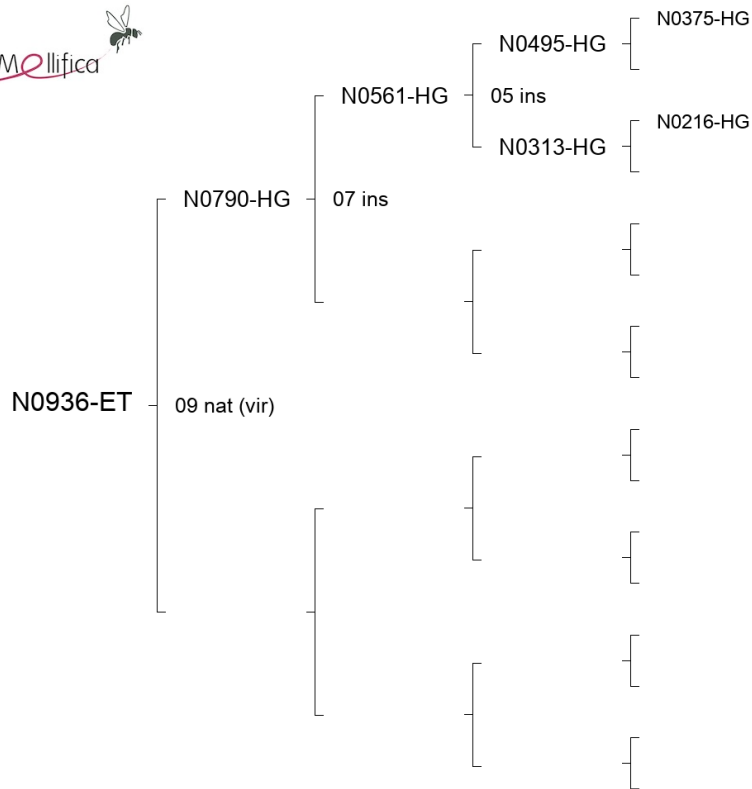 Mellifica
N0375-HG
N0495-HG
N0561-HG
05 ins
N0216-HG
N0313-HG
N0790-HG
07 ins
N0936-ET
09 nat (vir)